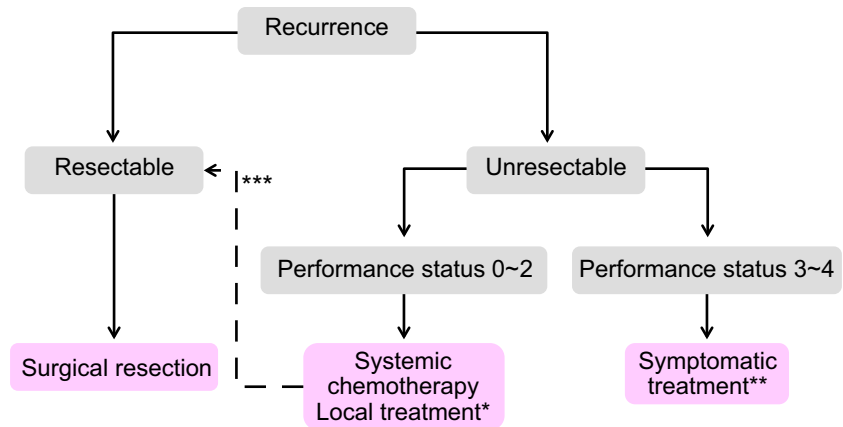 Recurrence
Resectable
***
Unresectable
Performance status 0~2
Performance status 3~4
Surgical resection
Systemic
chemotherapy
Local treatment*
Symptomatic
treatment**